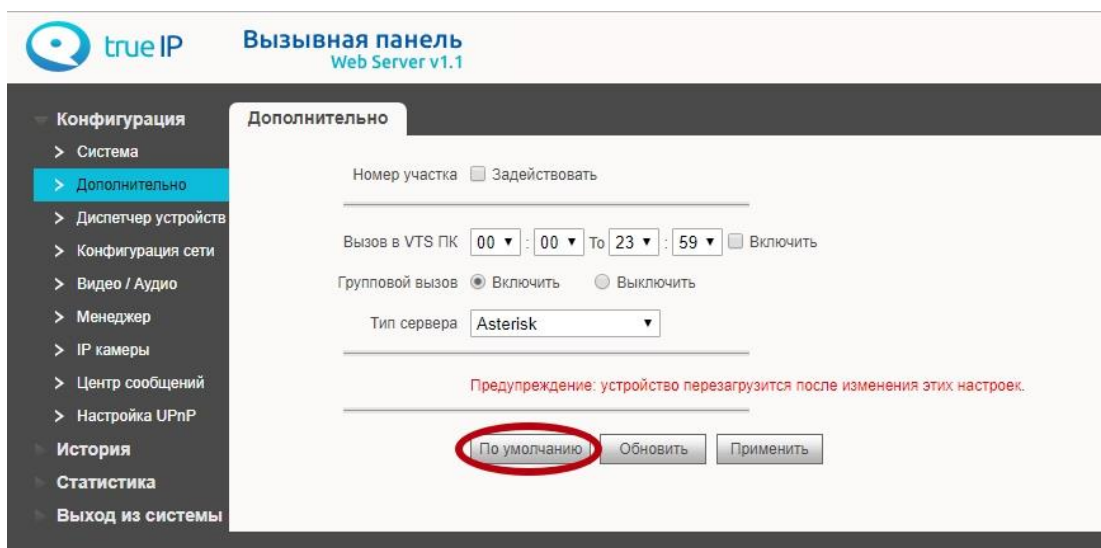 true IP
Вызывная панель
Web Server v1.1
Конфигурация
Система
Дополнительно
Диспетчер устройств
Конфигурация сети
Видео / Аудио
Менеджер
IP камеры
Центр сообщений
Настройка UPnP
История
Статистика
Выход из системы
Дополнительно
Номер участка Задействовать
Вызов в VTS ПК 00 : 00 To 23 : 59 Включить
Групповой вызов Включить Выключить
Тип сервера Asterisk
Предупреждение: устройство перезагрузится после изменения этих настроек.
По умолчанию Обновить Применить